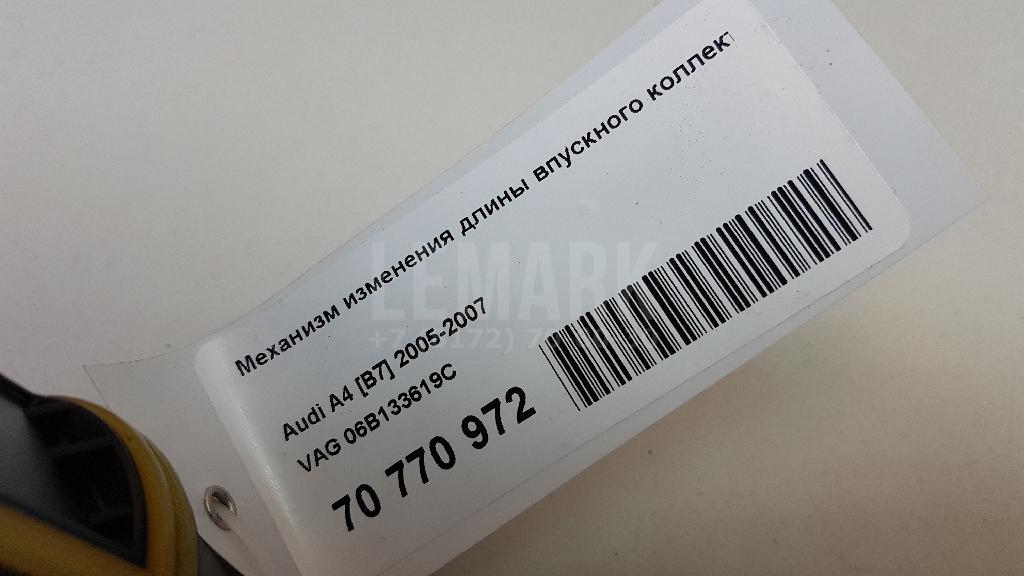 Механизм изменения длины впускного коллек
Audi A4 [B7] 2005-2007
VAG 06B133619C
70 770 972
LEMARK